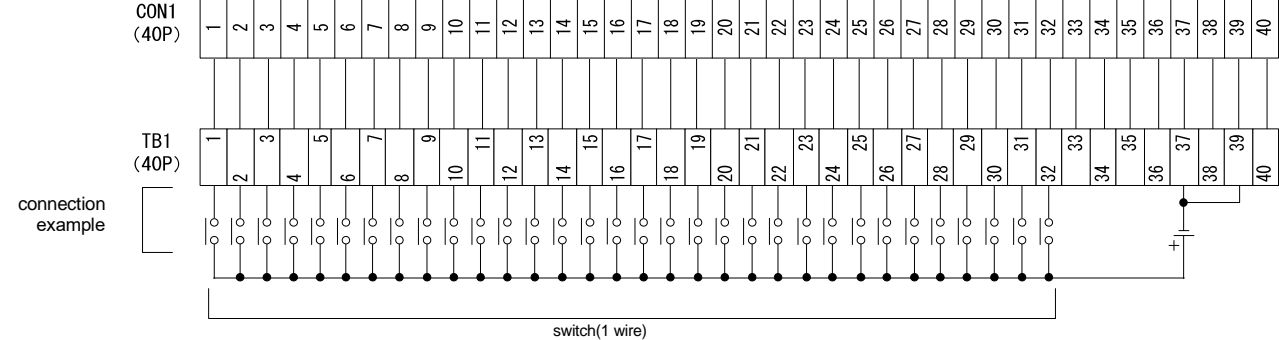 CON1
(40P)
1 2 3 4 5 6 7 8 9 10 11 12 13 14 15 16 17 18 19 20 21 22 23 24 25 26 27 28 29 30 31 32 33 34 35 36 37 38 39 40
TB1
(40P)
1 3 5 7 9 11 13 15 17 19 21 23 25 27 29 31 33 35 37 39
2 4 6 8 10 12 14 16 18 20 22 24 26 28 30 32 34 36 38 40
connection
example
+
switch(1 wire)